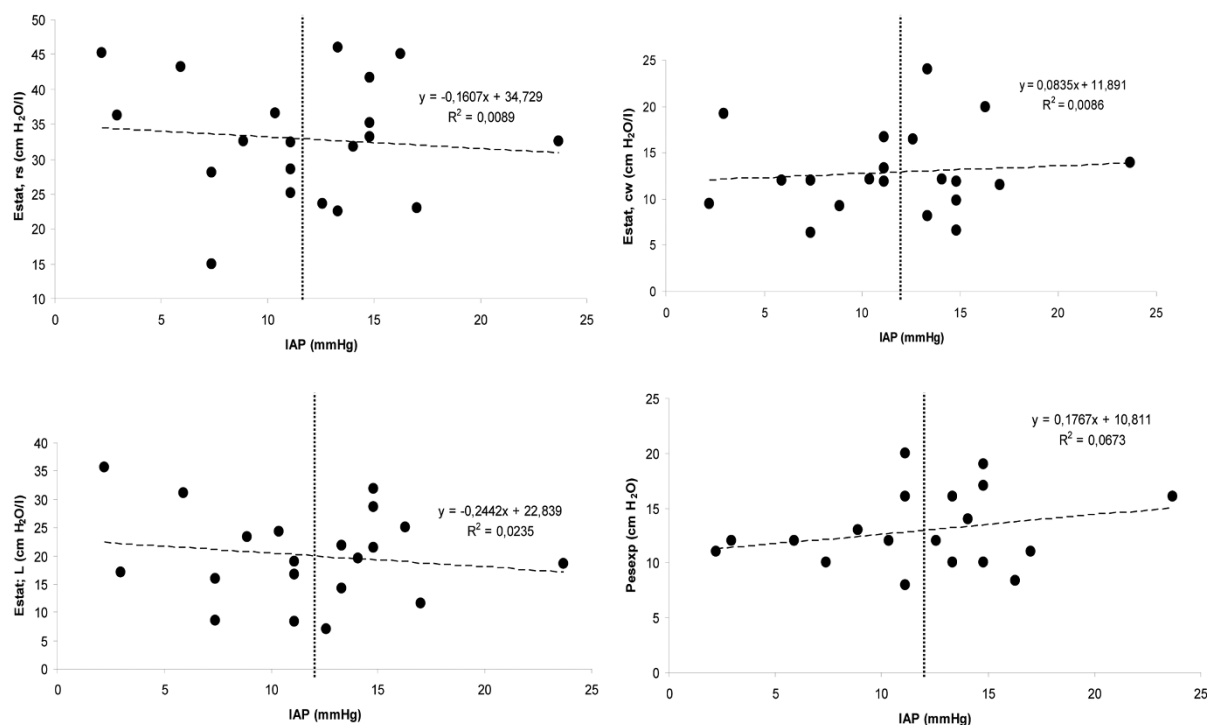 50
45
40
35
30
25
20
15
10
Estat, rs (cm H₂O/l)
y = -0,1607x + 34,729
R² = 0,0089
0 5 10 15 20 25
IAP (mmHg)
25
20
15
10
5
0
Estat, cw (cm H₂O/l)
y = 0,0835x + 11,891
R² = 0,0086
0 5 10 15 20 25
IAP (mmHg)
40
35
30
25
20
15
10
5
0
Estat; L (cm H₂O/l)
y = -0,2442x + 22,839
R² = 0,0235
0 5 10 15 20 25
IAP (mmHg)
25
20
15
10
5
0
Pesexp (cm H₂O)
y = 0,1767x + 10,811
R² = 0,0673
0 5 10 15 20 25
IAP (mmHg)